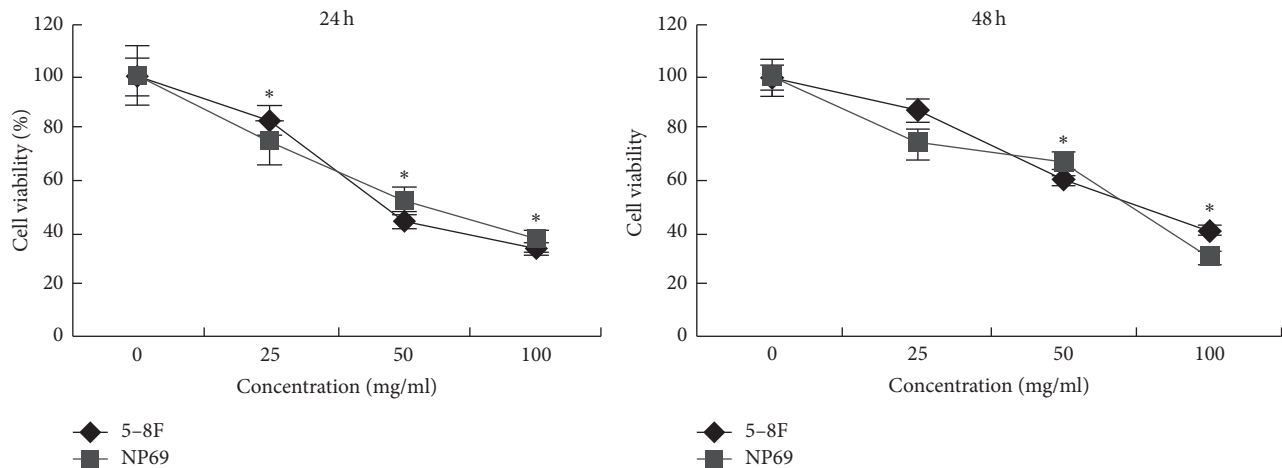 24 h
120
100
80
60
40
20
0
Cell viability (%)
*
*
*
0 25 50 100
Concentration (mg/ml)
5–8F
NP69
48 h
120
100
80
60
40
20
0
Cell viability
*
*
0 25 50 100
Concentration (mg/ml)
5–8F
NP69